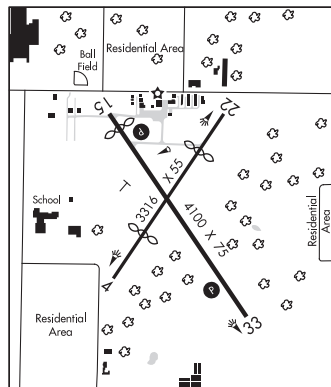 Ball
Field
Residential Area
15
22
P
3316 X 55
4100 X 75
School
Residential
Area
4
P
33
Residential
Area